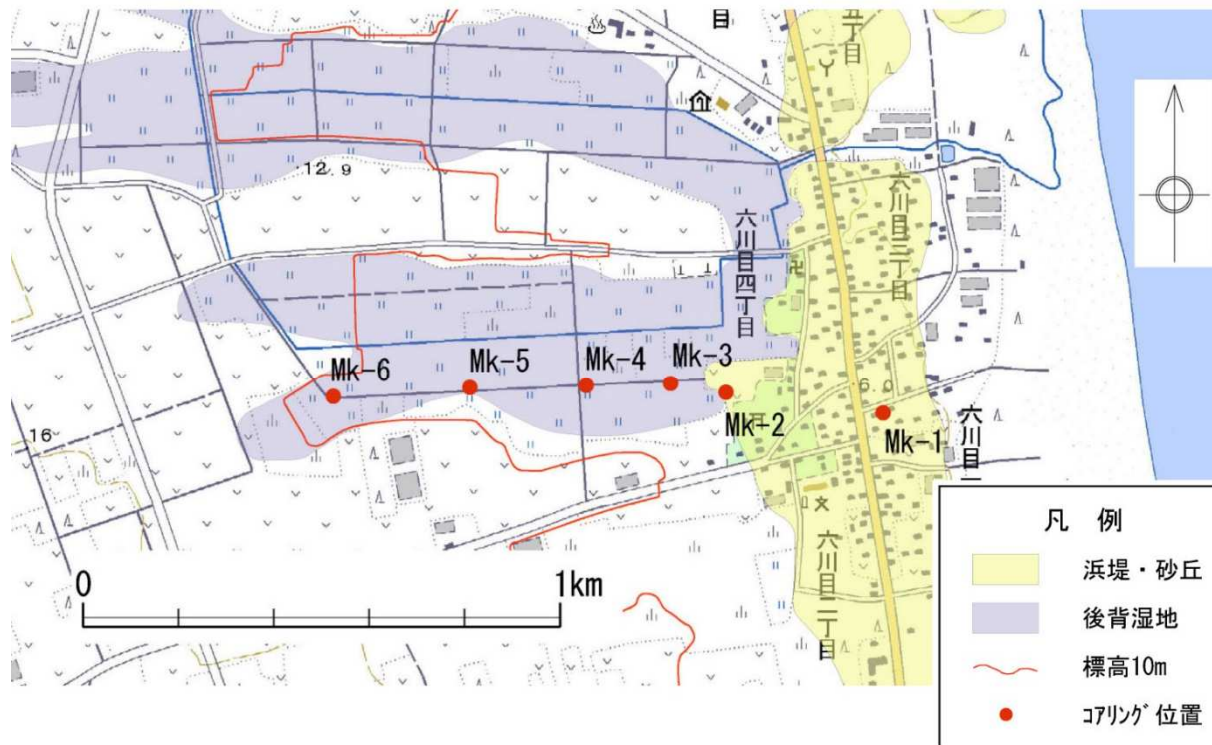 目
目
五丁目
12.9
六川目四丁目
六川目三丁目
Mk-6
Mk-5
Mk-4
Mk-3
Mk-2
6.0
Mk-1
16
六川目一
六川目二丁目
0
1km
凡 例
浜堤・砂丘
後背湿地
標高10m
コアリング位置